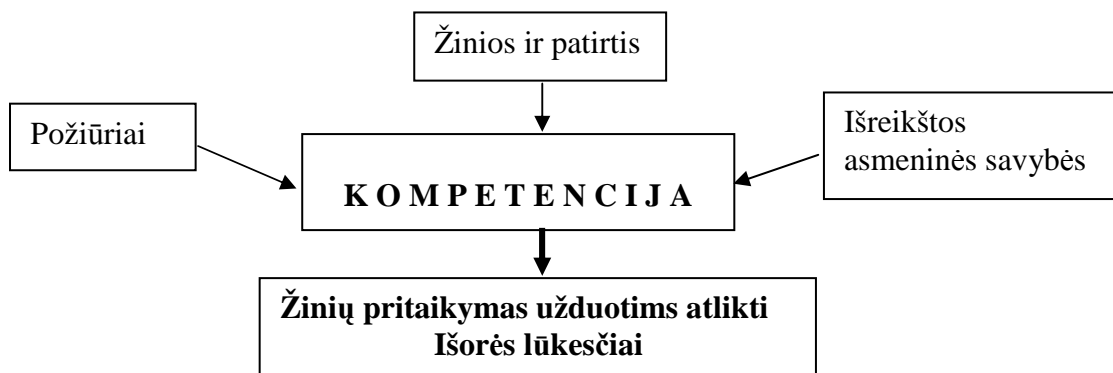 Žinios ir patirtis
Požiūriai
Išreikštos
asmeninės savybės
K O M P E T E N C I J A
Žinių pritaikymas užduotims atlikti
Išorės lūkesčiai